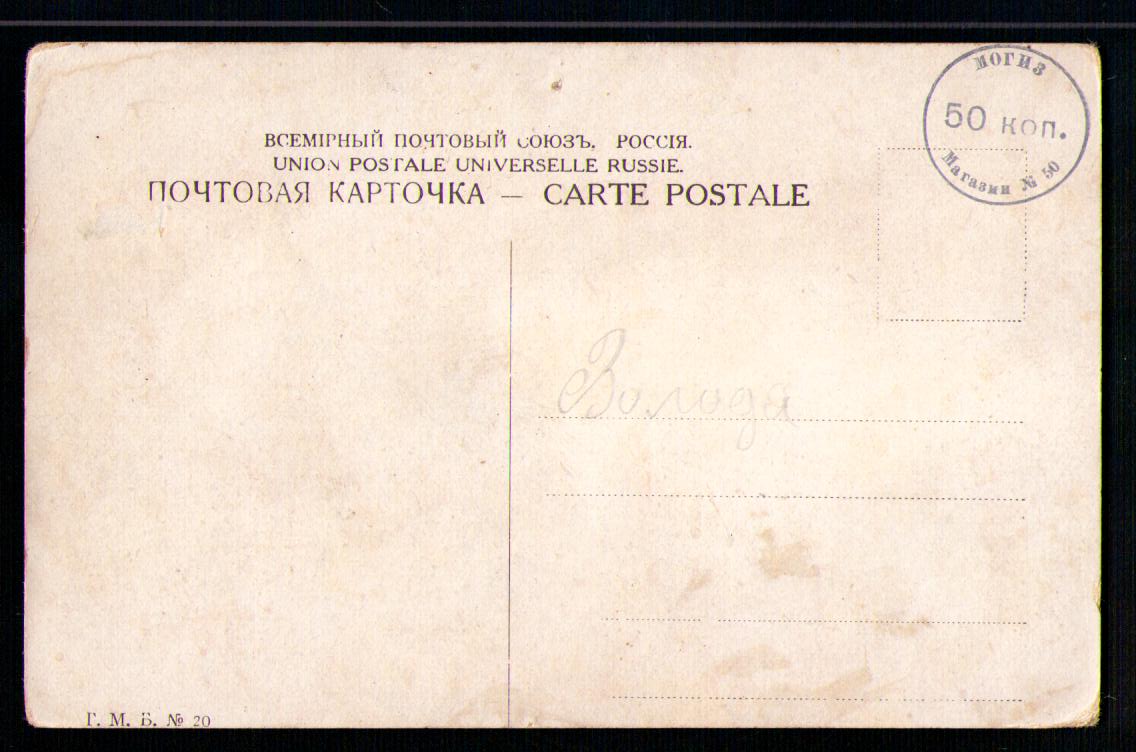 МОГИЗ
50 коп.
Магазин № 50
ВСЕМІРНЫЙ ПОЧТОВЫЙ СОЮЗЪ. РОССІЯ.
UNION POSTALE UNIVERSELLE RUSSIE.
ПОЧТОВАЯ КАРТОЧКА — CARTE POSTALE
Володя
Г. М. Б. № 20